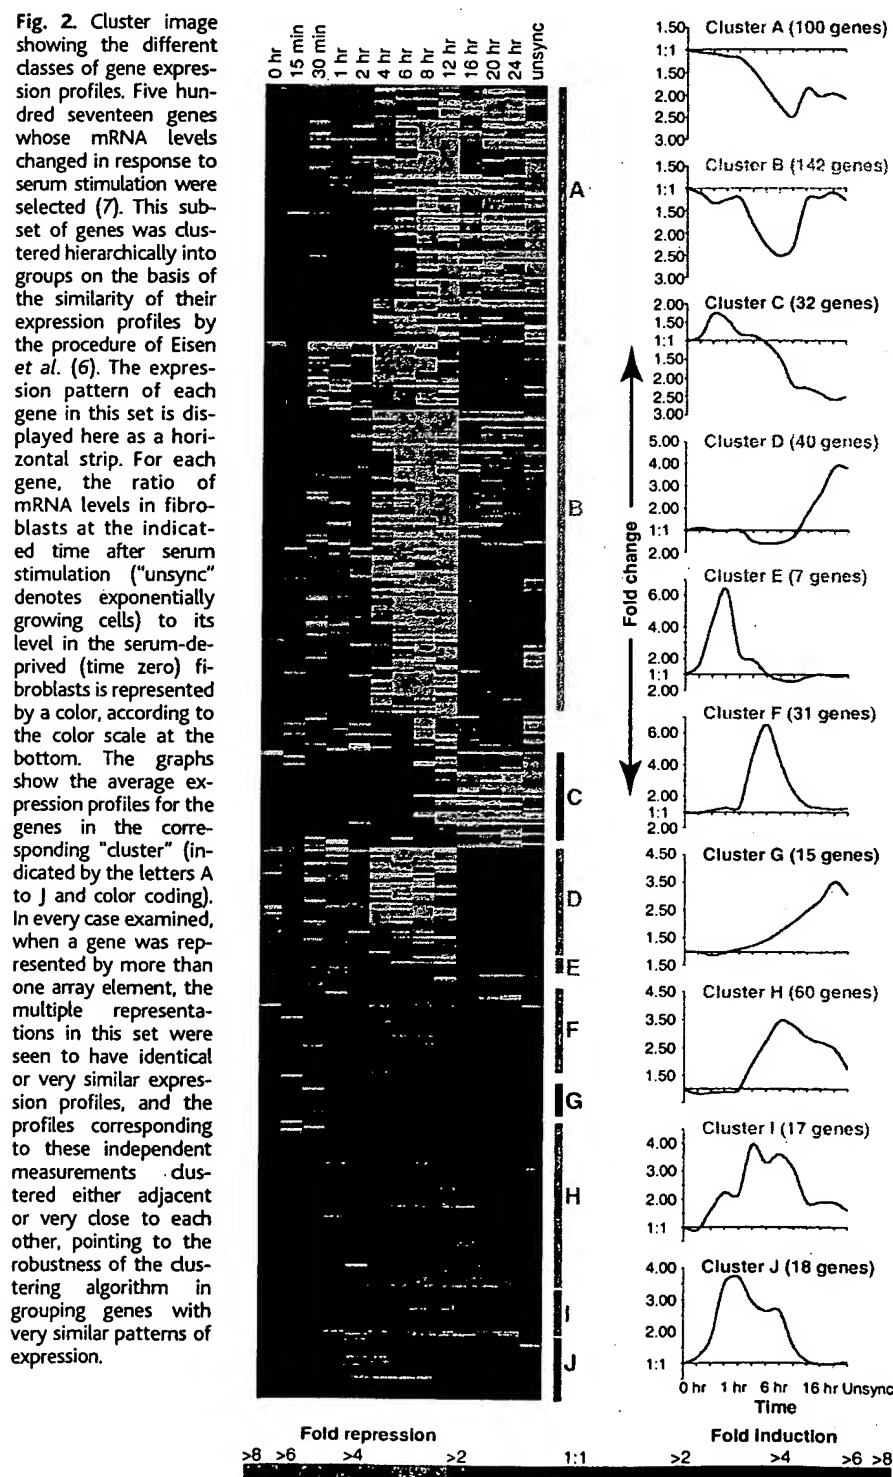 Fig. 2. Cluster image
showing the different
classes of gene expres-
sion profiles. Five hun-
dred seventeen genes
whose mRNA levels
changed in response to
serum stimulation were
selected (7). This sub-
set of genes was clus-
tered hierarchically into
groups on the basis of
the similarity of their
expression profiles by
the procedure of Eisen
et al. (6). The expres-
sion pattern of each
gene in this set is dis-
played here as a hori-
zontal strip. For each
gene, the ratio of
mRNA levels in fibro-
blasts at the indicat-
ed time after serum
stimulation ("unsync"
denotes exponentially
growing cells) to its
level in the serum-de-
prived (time zero) fi-
broblasts is represented
by a color, according to
the color scale at the
bottom. The graphs
show the average ex-
pression profiles for the
genes in the corre-
sponding "cluster" (in-
dicated by the letters A
to J and color coding).
In every case examined,
when a gene was rep-
resented by more than
one array element, the
multiple representa-
tions in this set were
seen to have identical
or very similar expres-
sion profiles, and the
profiles corresponding
to these independent
measurements clus-
tered either adjacent
or very close to each
other, pointing to the
robustness of the clus-
tering algorithm in
grouping genes with
very similar patterns of
expression.
0 hr
15 min
30 min
1 hr
2 hr
4 hr
6 hr
8 hr
12 hr
16 hr
20 hr
24 hr
unsync
A
B
C
D
E
F
G
H
I
J
Fold change
Cluster A (100 genes)
1.50
1:1
1.50
2.00
2.50
3.00
Cluster B (142 genes)
1.50
1:1
1.50
2.00
2.50
3.00
Cluster C (32 genes)
2.00
1.50
1:1
1.50
2.00
2.50
3.00
Cluster D (40 genes)
5.00
4.00
3.00
2.00
1:1
2.00
Cluster E (7 genes)
6.00
4.00
2.00
1:1
2.00
Cluster F (31 genes)
6.00
4.00
2.00
1:1
2.00
Cluster G (15 genes)
4.50
3.50
2.50
1.50
1.50
Cluster H (60 genes)
4.50
3.50
2.50
1.50
Cluster I (17 genes)
4.00
3.00
2.00
1:1
Cluster J (18 genes)
4.00
3.00
2.00
1:1
0 hr 1 hr 6 hr 16 hr Unsync
Time
Fold repression Fold induction
>8 >6 >4 >2 1:1 >2 >4 >6 >8